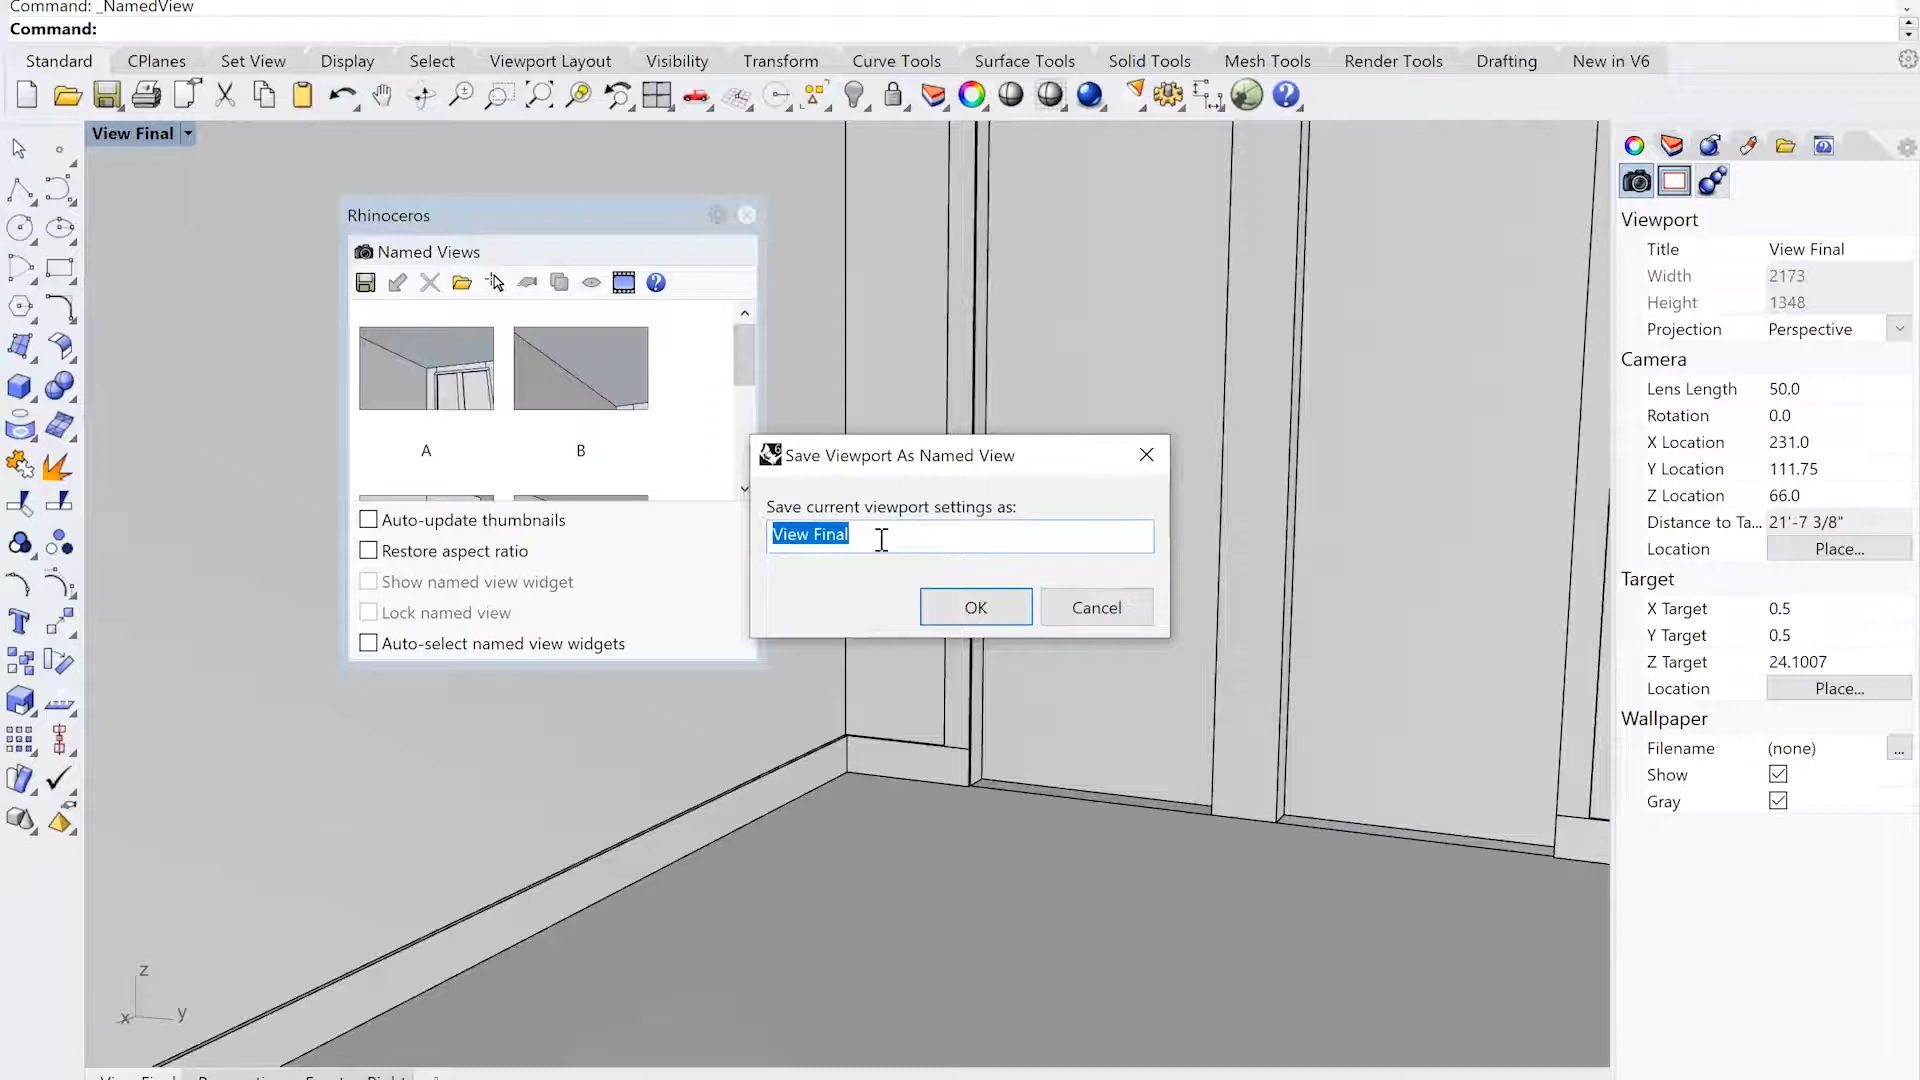 Command: _NamedView
Command:
Standard CPlanes Set View Display Select Viewport Layout Visibility Transform Curve Tools Surface Tools Solid Tools Mesh Tools Render Tools Drafting New in V6
View Final
Rhinoceros
Named Views
A B
Auto-update thumbnails
Restore aspect ratio
Show named view widget
Lock named view
Auto-select named view widgets
Save Viewport As Named View
Save current viewport settings as:
View Final
OK Cancel
Viewport
Title View Final
Width 2173
Height 1348
Projection Perspective
Camera
Lens Length 50.0
Rotation 0.0
X Location 231.0
Y Location 111.75
Z Location 66.0
Distance to Ta... 21'-7 3/8"
Location Place...
Target
X Target 0.5
Y Target 0.5
Z Target 24.1007
Location Place...
Wallpaper
Filename (none) ...
Show
Gray
z
x y